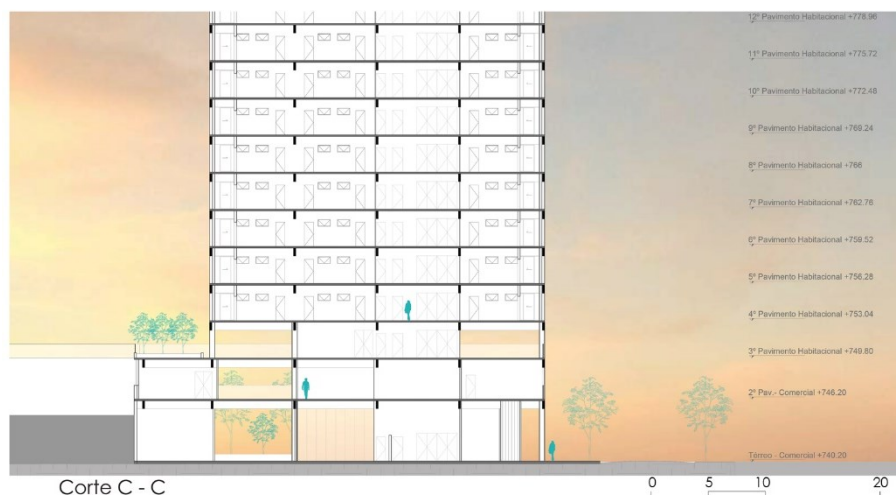 12º Pavimento Habitacional +778.96
11º Pavimento Habitacional +775.72
10º Pavimento Habitacional +772.48
9º Pavimento Habitacional +769.24
8º Pavimento Habitacional +766
7º Pavimento Habitacional +762.76
6º Pavimento Habitacional +759.52
5º Pavimento Habitacional +756.28
4º Pavimento Habitacional +753.04
3º Pavimento Habitacional +749.80
2º Pav.- Comercial +746.20
Térreo - Comercial +740.20
Corte C - C
0 5 10 20